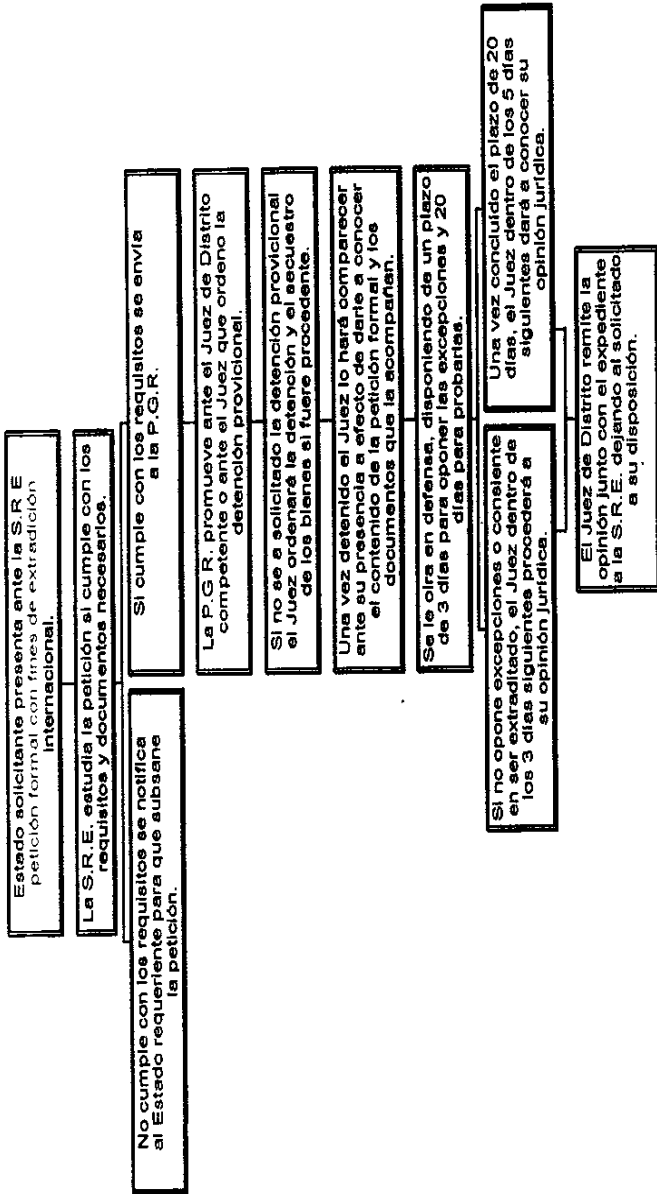 Estado solicitante presenta ante la S.R.E
petición formal con fines de extradición
internacional.
La S.R.E. estudia la petición si cumple con los
requisitos y documentos necesarios.
No cumple con los requisitos se notifica
al Estado requeriente para que subsane
la petición.
Si cumple con los requisitos se envía
a la P.G.R.
La P.G.R. promueve ante el Juez de Distrito
competente o ante el Juez que ordeno la
detención provicional.
Si no se a solicitado la detención provicional
el Juez ordenará la detención y el secuestro
de los bienes si fuere procedente.
Una vez detenido el Juez lo hará comparecer
ante su presencia a efecto de darle a conocer
el contenido de la petición formal y los
documentos que la acompañan.
Se le oira en defensa, disponiendo de un plazo
de 3 días para oponer las excepciones y 20
días para probarlas.
Si no opone excepciones o consiente
en ser extraditado, el Juez dentro de
los 3 días siguientes procederá a
su opinión jurídica.
Una vez concluído el plazo de 20
días, el Juez dentro de los 5 días
siguientes dará a conocer su
opinión jurídica.
El Juez de Distrito remite la
opinión junto con el expediente
a la S.R.E. dejando al solicitado
a su disposición.